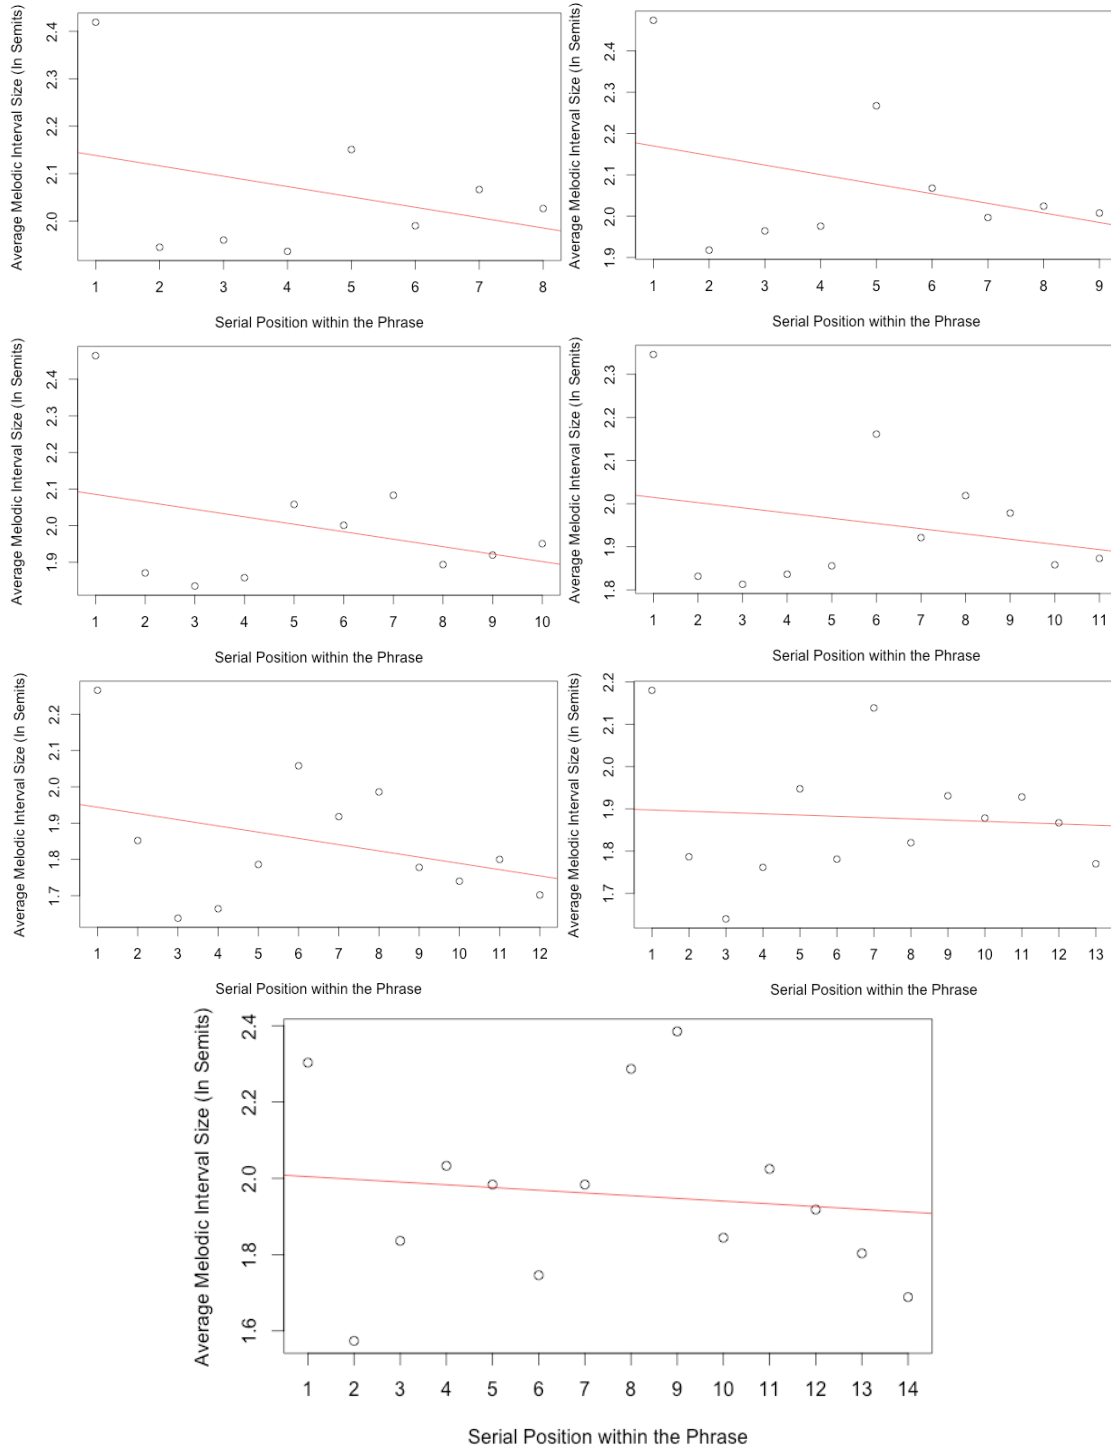 Average Melodic Interval Size (In Semits)
2.4
2.3
2.2
2.1
2.0
1 2 3 4 5 6 7 8
Serial Position within the Phrase
Average Melodic Interval Size (In Semits)
2.4
2.3
2.2
2.1
2.0
1.9
1 2 3 4 5 6 7 8 9
Serial Position within the Phrase
Average Melodic Interval Size (In Semits)
2.4
2.3
2.2
2.1
2.0
1.9
1 2 3 4 5 6 7 8 9 10
Serial Position within the Phrase
Average Melodic Interval Size (In Semits)
2.3
2.2
2.1
2.0
1.9
1.8
1 2 3 4 5 6 7 8 9 10 11
Serial Position within the Phrase
Average Melodic Interval Size (In Semits)
2.2
2.1
2.0
1.9
1.8
1.7
1 2 3 4 5 6 7 8 9 10 11 12
Serial Position within the Phrase
Average Melodic Interval Size (In Semits)
2.2
2.1
2.0
1.9
1.8
1.7
1 2 3 4 5 6 7 8 9 10 11 12 13
Serial Position within the Phrase
Average Melodic Interval Size (In Semits)
2.4
2.2
2.0
1.8
1.6
1 2 3 4 5 6 7 8 9 10 11 12 13 14
Serial Position within the Phrase